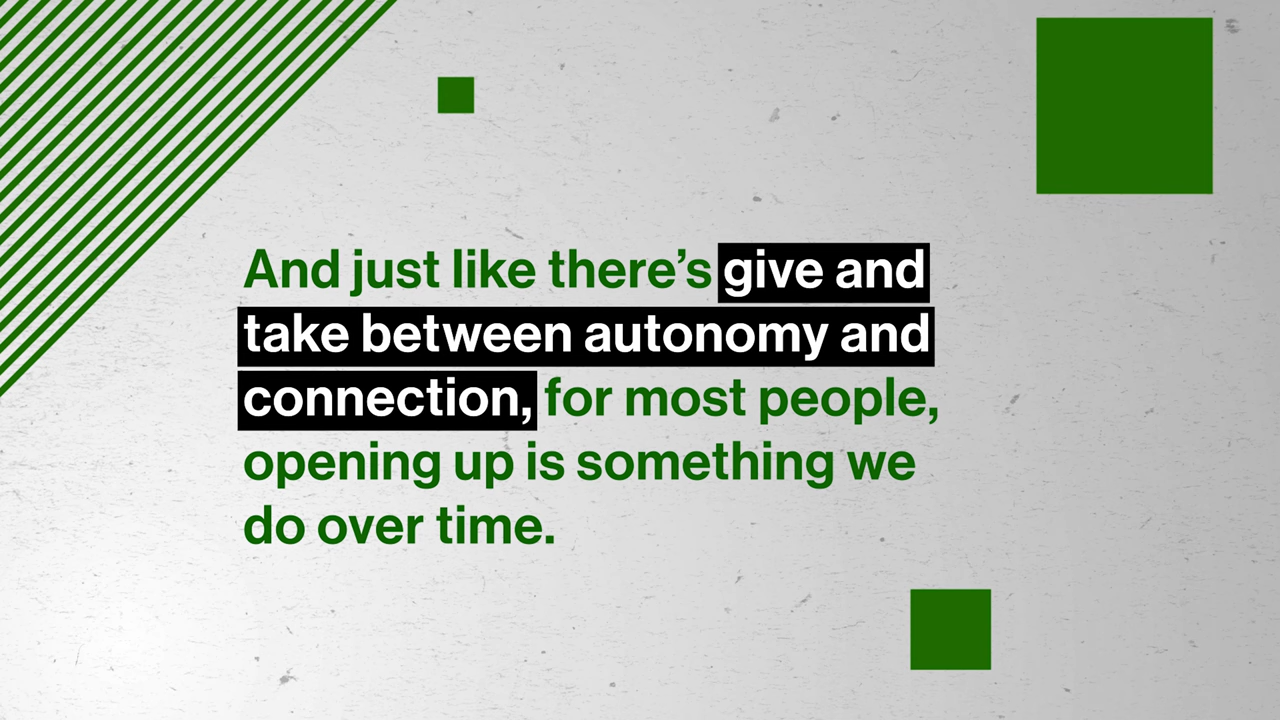 And just like there’s give and
take between autonomy and
connection, for most people,
opening up is something we
do over time.